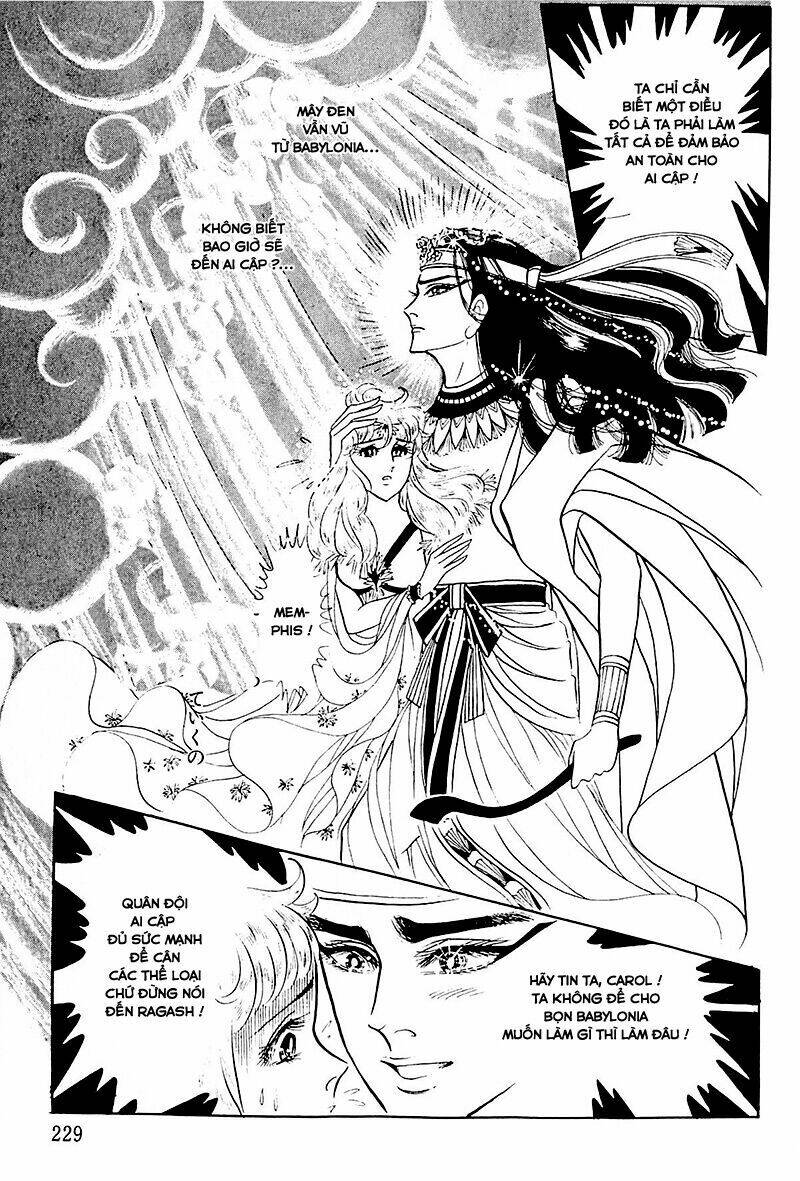 TA CHỈ CẦN
BIẾT MỘT ĐIỀU
ĐÓ LÀ TA PHẢI LÀM
TẤT CẢ ĐỂ ĐẢM BẢO
AN TOÀN CHO
AI CẬP !
MÂY ĐEN
VẦN VŨ
TỪ BABYLONIA...
KHÔNG BIẾT
BAO GIỜ SẼ
ĐẾN AI CẬP ?...
MEM-
PHIS !
QUÂN ĐỘI
AI CẬP
ĐỦ SỨC MẠNH
ĐỂ CÂN
CÁC THỂ LOẠI
CHỨ ĐỪNG NÓI
ĐẾN RAGASH !
HÃY TIN TA, CAROL !
TA KHÔNG ĐỂ CHO
BỌN BABYLONIA
MUỐN LÀM GÌ THÌ LÀM ĐÂU !
229